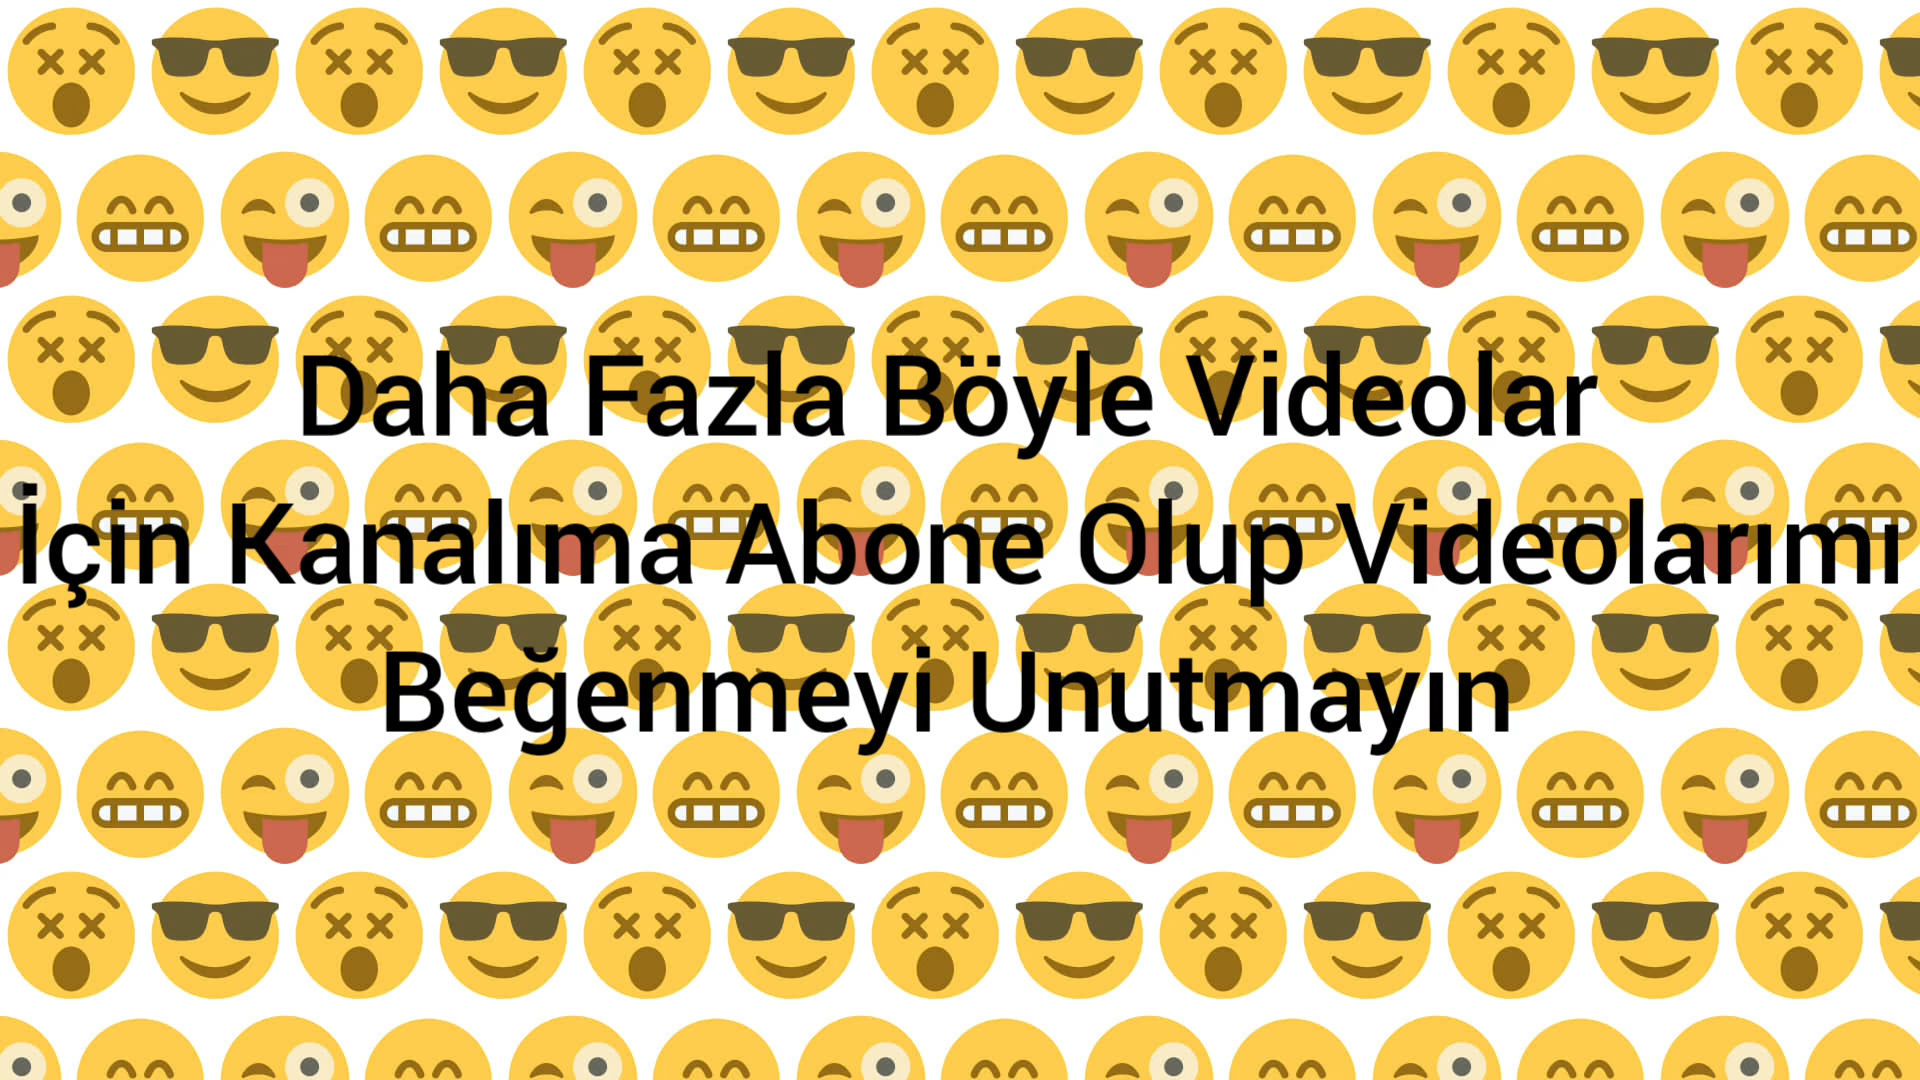 Daha Fazla Böyle Videolar
İçin Kanalıma Abone Olup Videolarımı
Beğenmeyi Unutmayın